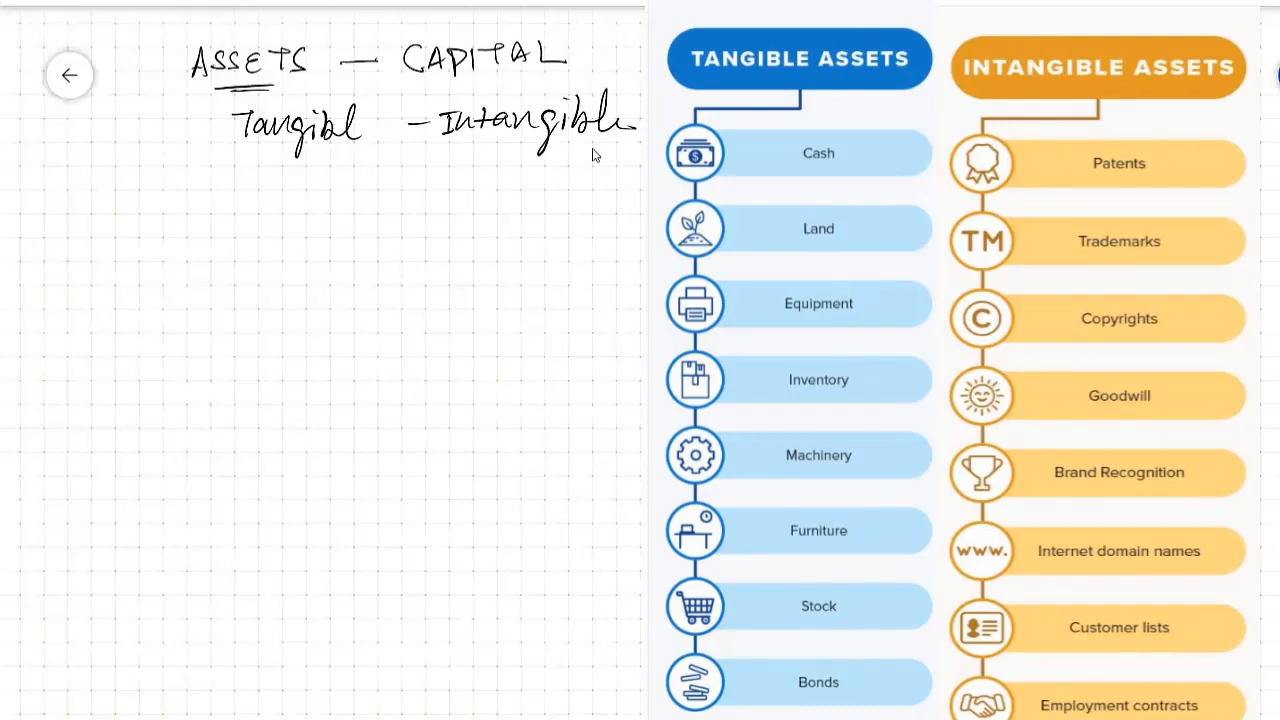 ASSETS — CAPITAL
Tangibl - Intangible
TANGIBLE ASSETS
Cash
Land
Equipment
Inventory
Machinery
Furniture
Stock
Bonds
INTANGIBLE ASSETS
Patents
TM
Trademarks
C
Copyrights
Goodwill
Brand Recognition
www.
Internet domain names
Customer lists
Employment contracts